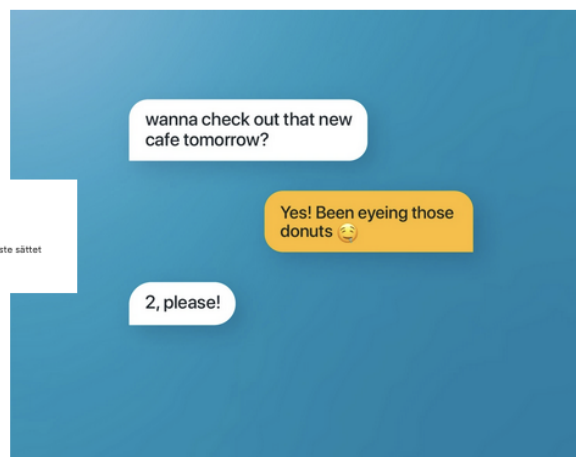 wanna check out that new
cafe tomorrow?
Yes! Been eyeing those
donuts 🤤
ste sättet
2, please!